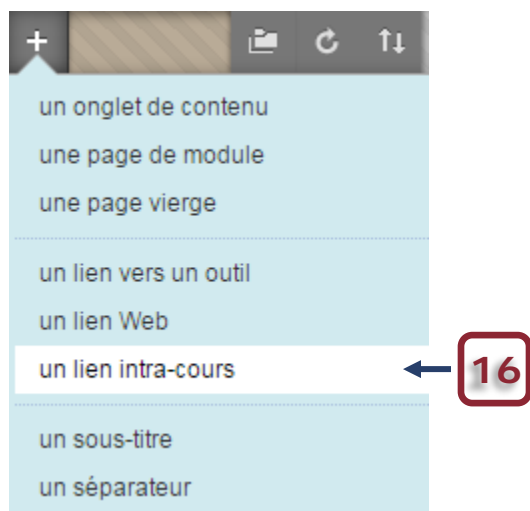 un onglet de contenu
une page de module
une page vierge
un lien vers un outil
un lien Web
un lien intra-cours
16
un sous-titre
un séparateur